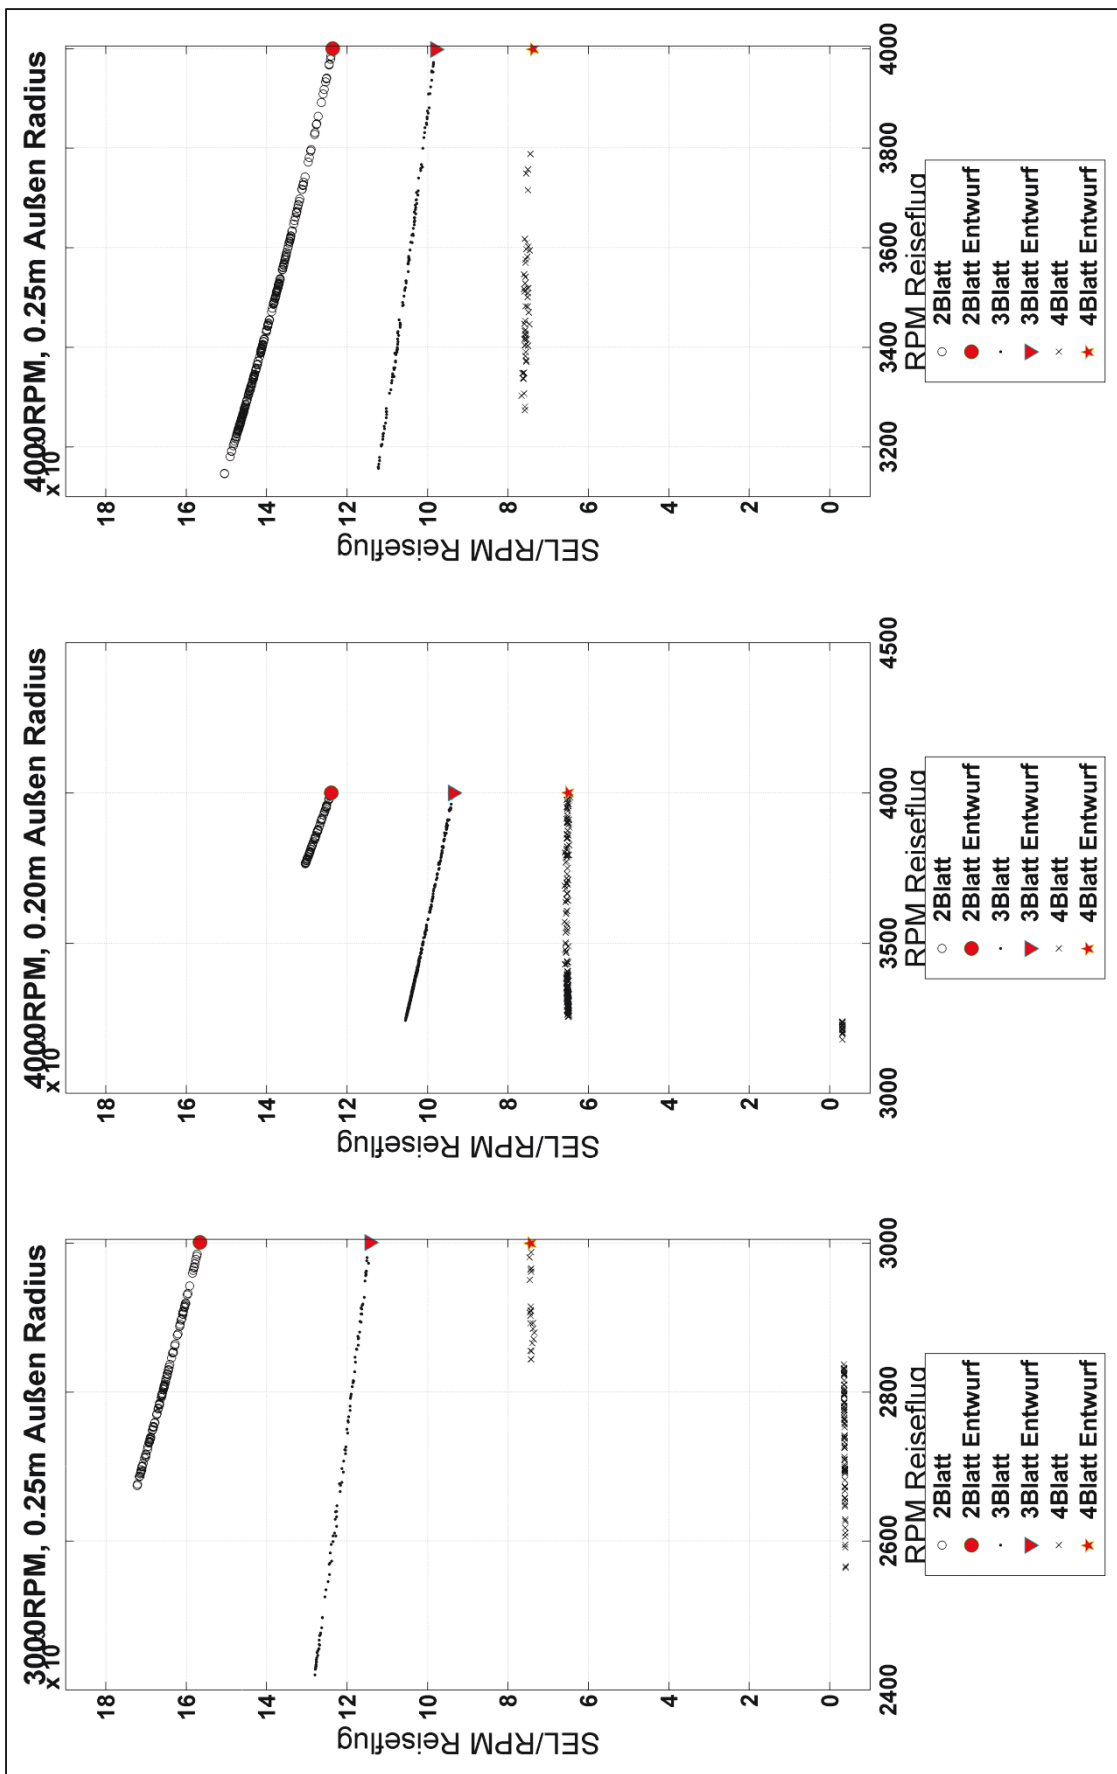 3000RPM, 0.25m Außen Radius
x 10
18
16
14
12
10
8
6
4
2
0
SEL/RPM Reiseflug
2400 2600 2800 3000
RPM Reiseflug
2Blatt
2Blatt Entwurf
3Blatt
3Blatt Entwurf
4Blatt
4Blatt Entwurf
4000RPM, 0.20m Außen Radius
x 10
18
16
14
12
10
8
6
4
2
0
SEL/RPM Reiseflug
3000 3500 4000 4500
RPM Reiseflug
2Blatt
2Blatt Entwurf
3Blatt
3Blatt Entwurf
4Blatt
4Blatt Entwurf
4000RPM, 0.25m Außen Radius
x 10
18
16
14
12
10
8
6
4
2
0
SEL/RPM Reiseflug
3200 3400 3600 3800 4000
RPM Reiseflug
2Blatt
2Blatt Entwurf
3Blatt
3Blatt Entwurf
4Blatt
4Blatt Entwurf